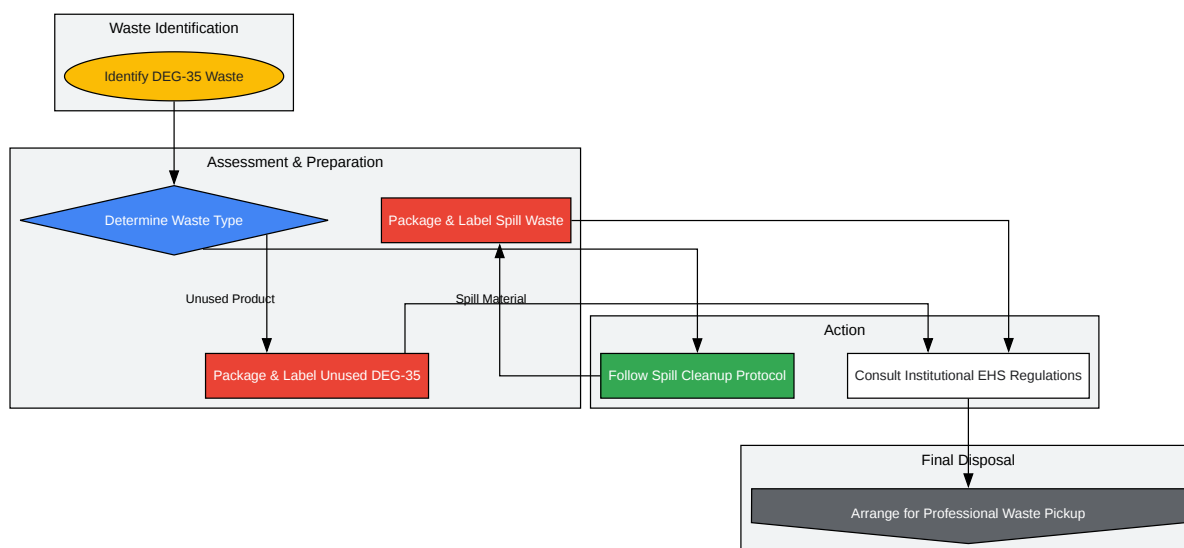 Waste Identification
Identify DEG-35 Waste
Assessment & Preparation
Determine Waste Type
Package & Label Spill Waste
Unused Product
Spill Material
Package & Label Unused DEG-35
Action
Follow Spill Cleanup Protocol
Consult Institutional EHS Regulations
Final Disposal
Arrange for Professional Waste Pickup